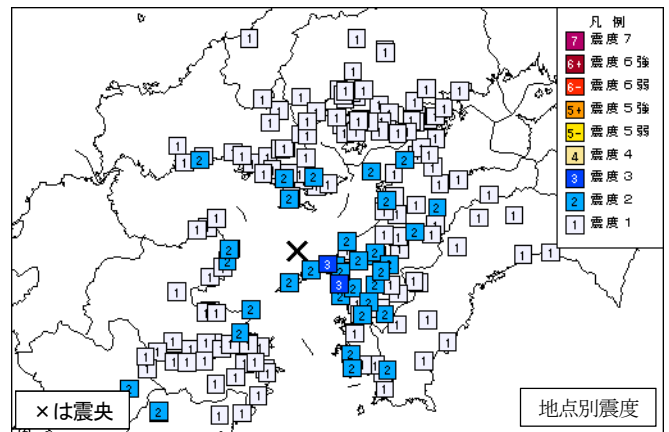 凡 例
7 震度7
6+ 震度6強
6- 震度6弱
5+ 震度5強
5- 震度5弱
4 震度4
3 震度3
2 震度2
1 震度1
×は震央
地点別震度